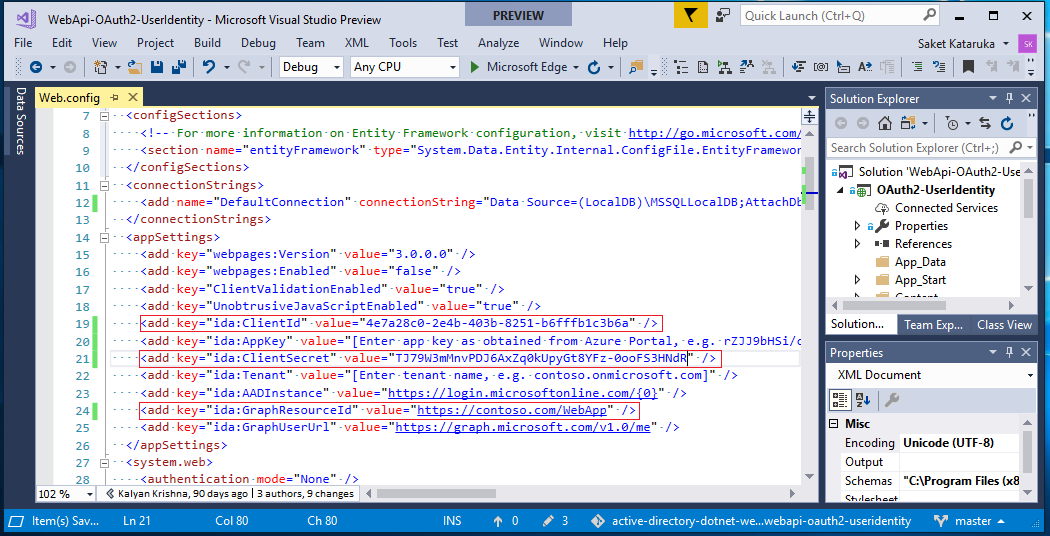 WebApi-OAuth2-UserIdentity - Microsoft Visual Studio Preview
PREVIEW
Quick Launch (Ctrl+Q)
File Edit View Project Build Debug Team XML Tools Test Analyze Window Help
Saket Kataruka
SK
Debug Any CPU Microsoft Edge
Data Sources
Web.config
7 <configSections>
8 <!-- For more information on Entity Framework configuration, visit http://go.microsoft.com/
9 <section name="entityFramework" type="System.Data.Entity.Internal.ConfigFile.EntityFramewor
10 </configSections>
11 <connectionStrings>
12 <add name="DefaultConnection" connectionString="Data Source=(LocalDB)\MSSQLLocalDB;AttachDb
13 </connectionStrings>
14 <appSettings>
15 <add key="webpages:Version" value="3.0.0.0" />
16 <add key="webpages:Enabled" value="false" />
17 <add key="ClientValidationEnabled" value="true" />
18 <add key="UnobtrusiveJavaScriptEnabled" value="true" />
19 <add key="ida:ClientId" value="4e7a28c0-2e4b-403b-8251-b6fffb1c3b6a" />
20 <add key="ida:AppKey" value="[Enter app key as obtained from Azure Portal, e.g. rZJJ9bHSi/c
21 <add key="ida:ClientSecret" value="TJ79W3mMnvPDJ6AxZq0kUpyGt8YFz-0ooFS3HNdR" />
22 <add key="ida:Tenant" value="[Enter tenant name, e.g. contoso.onmicrosoft.com]" />
23 <add key="ida:AADInstance" value="https://login.microsoftonline.com/{0}" />
24 <add key="ida:GraphResourceId" value="https://contoso.com/WebApp" />
25 <add key="ida:GraphUserUrl" value="https://graph.microsoft.com/v1.0/me" />
26 </appSettings>
27 <system.web>
28 <authentication mode="None" />
102 % Kalyan Krishna, 90 days ago | 3 authors, 9 changes
Solution Explorer
Search Solution Explorer (Ctrl+;)
Solution 'WebApi-OAuth2-Use
OAuth2-UserIdentity
Connected Services
Properties
References
App_Data
App_Start
Content
Solution... Team Exp... Class View
Properties
XML Document
Misc
Encoding Unicode (UTF-8)
Output
Schemas "C:\Program Files (x8
Stylesheet
Item(s) Sav... Ln 21 Col 80 Ch 80 INS 0 3 active-directory-dotnet-we...webapi-oauth2-useridentity master